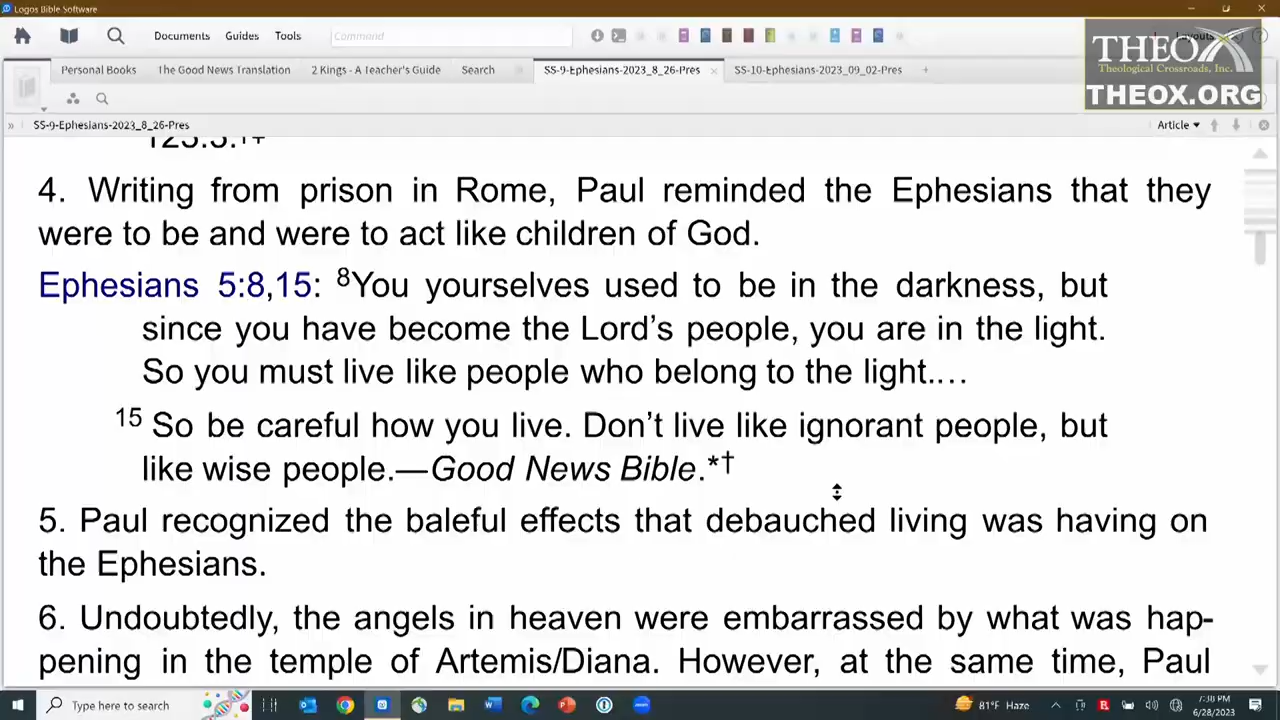 Logos Bible Software
Documents Guides Tools Command Layouts
THEOX
Theological Crossroads, Inc.
THEOX.ORG
Personal Books The Good News Translation 2 Kings - A Teacher's SS-9-Ephesians-2023_8_26-Pres SS-10-Ephesians-2023_09_02-Pres
SS-9-Ephesians-2023_8_26-Pres Article
4. Writing from prison in Rome, Paul reminded the Ephesians that they
were to be and were to act like children of God.
Ephesians 5:8,15: 8You yourselves used to be in the darkness, but
since you have become the Lord’s people, you are in the light.
So you must live like people who belong to the light.…
15 So be careful how you live. Don’t live like ignorant people, but
like wise people.—Good News Bible.*†
5. Paul recognized the baleful effects that debauched living was having on
the Ephesians.
6. Undoubtedly, the angels in heaven were embarrassed by what was hap-
pening in the temple of Artemis/Diana. However, at the same time, Paul
Type here to search 81°F Haze 7:38 PM
6/28/2023